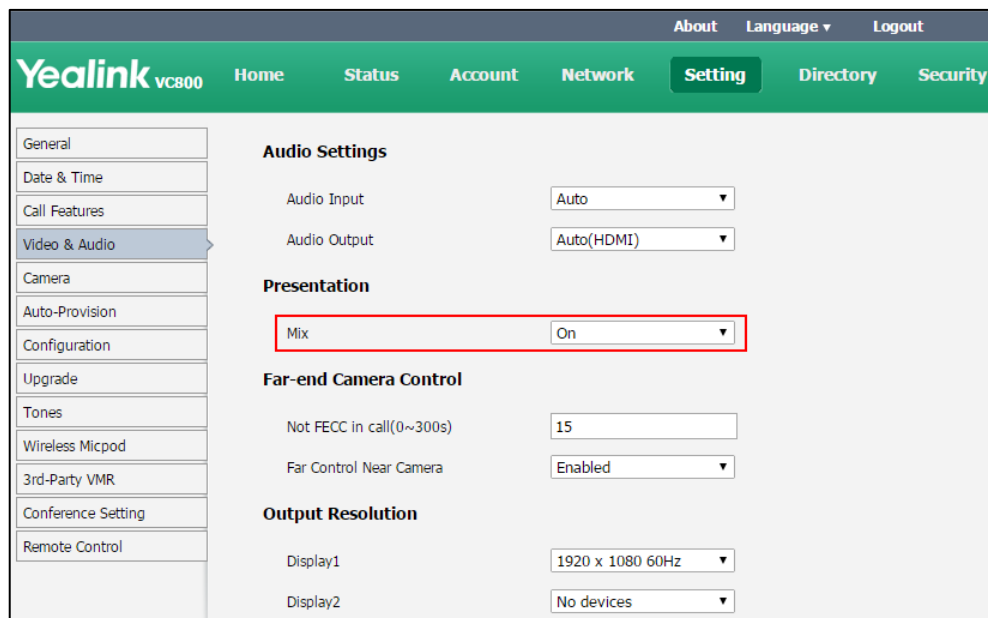 About Language ▾ Logout
Yealink VC800 Home Status Account Network Setting Directory Security
General
Date & Time
Call Features
Video & Audio
Camera
Auto-Provision
Configuration
Upgrade
Tones
Wireless Micpod
3rd-Party VMR
Conference Setting
Remote Control
Audio Settings
Audio Input Auto
Audio Output Auto(HDMI)
Presentation
Mix On
Far-end Camera Control
Not FECC in call(0~300s) 15
Far Control Near Camera Enabled
Output Resolution
Display1 1920 x 1080 60Hz
Display2 No devices